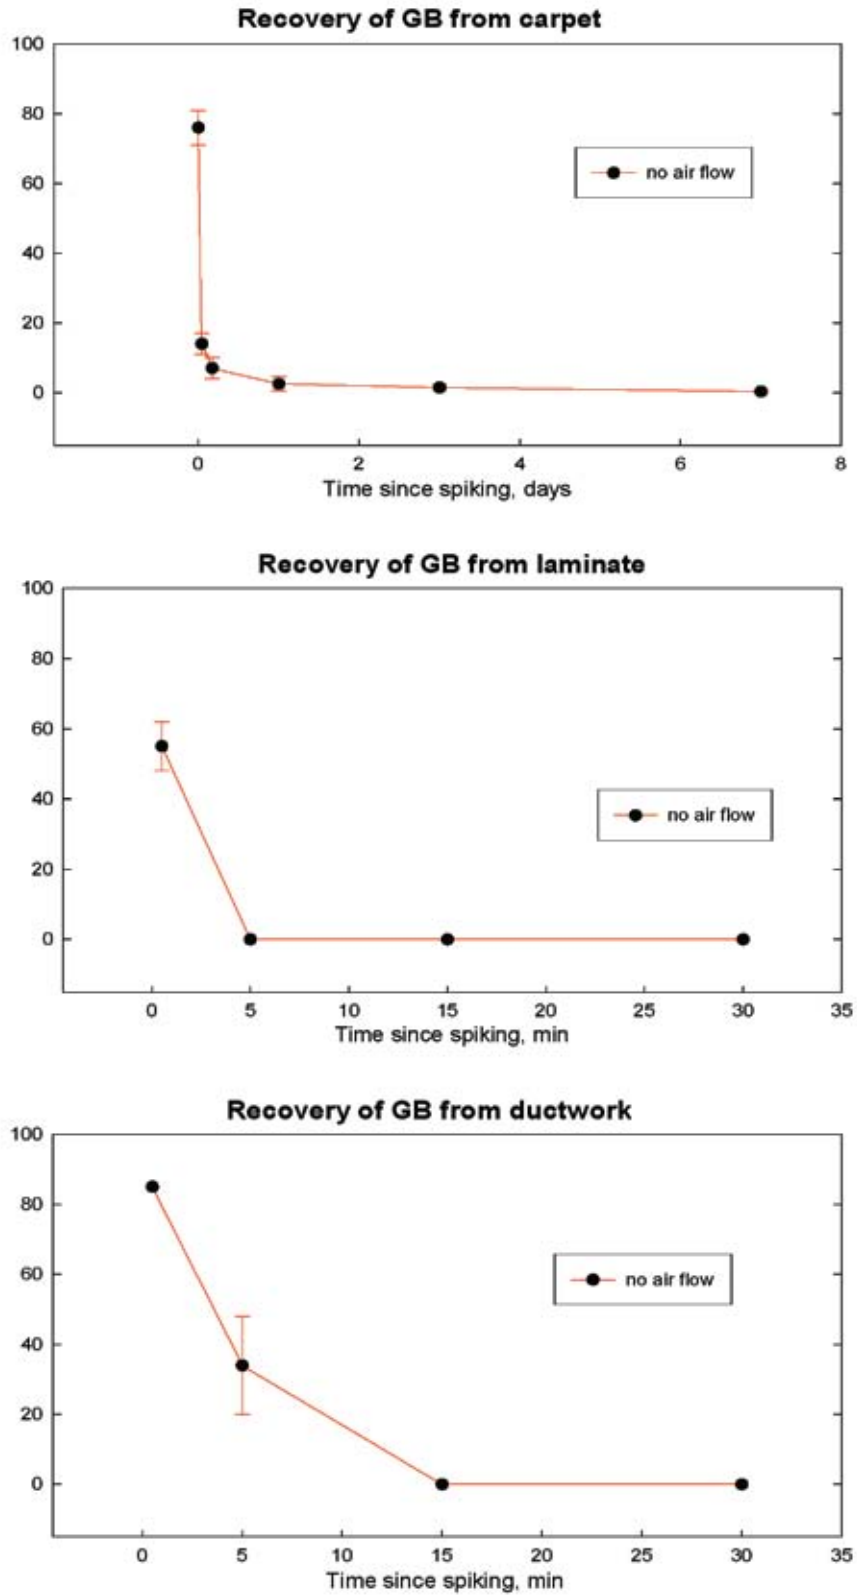 Recovery of GB from carpet
100
80
60
40
20
0
no air flow
0 2 4 6 8
Time since spiking, days
Recovery of GB from laminate
100
80
60
40
20
0
no air flow
0 5 10 15 20 25 30 35
Time since spiking, min
Recovery of GB from ductwork
100
80
60
40
20
0
no air flow
0 5 10 15 20 25 30 35
Time since spiking, min